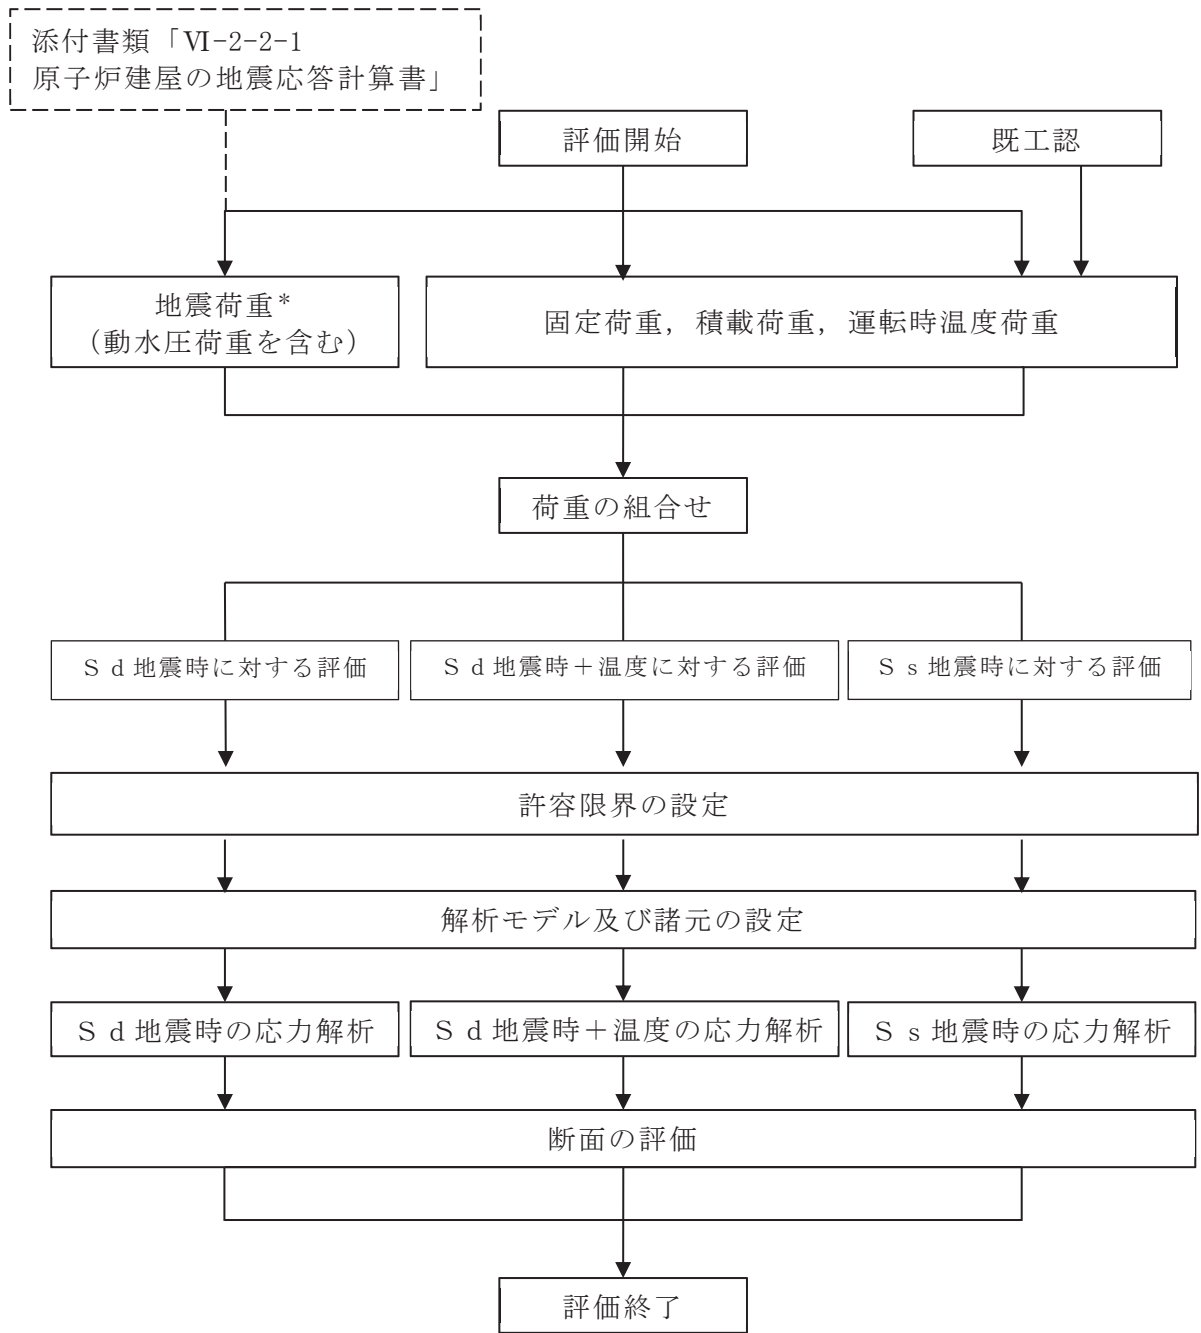 添付書類「Ⅵ-2-2-1
原子炉建屋の地震応答計算書」
評価開始
既工認
地震荷重*
(動水圧荷重を含む)
固定荷重,積載荷重,運転時温度荷重
荷重の組合せ
Sd地震時に対する評価
Sd地震時+温度に対する評価
Ss地震時に対する評価
許容限界の設定
解析モデル及び諸元の設定
Sd地震時の応力解析
Sd地震時+温度の応力解析
Ss地震時の応力解析
断面の評価
評価終了